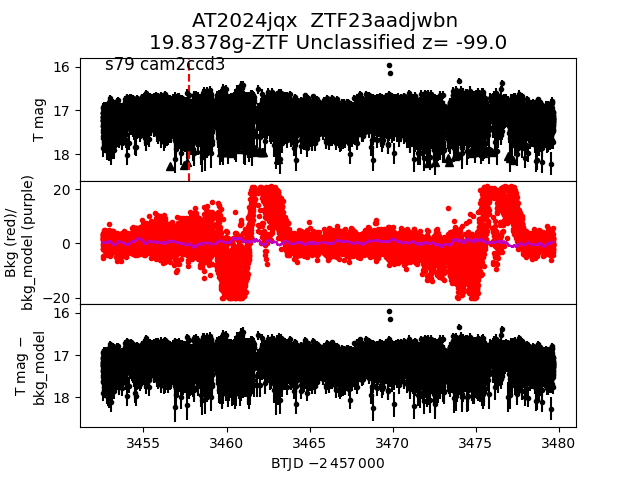 AT2024jqx  ZTF23aadjwbn
19.8378g-ZTF Unclassified z= -99.0
s79 cam2ccd3
16
17
18
T mag
20
0
−20
Bkg (red)/
bkg_model (purple)
16
17
18
T mag −
bkg_model
3455
3460
3465
3470
3475
3480
BTJD −2 457 000